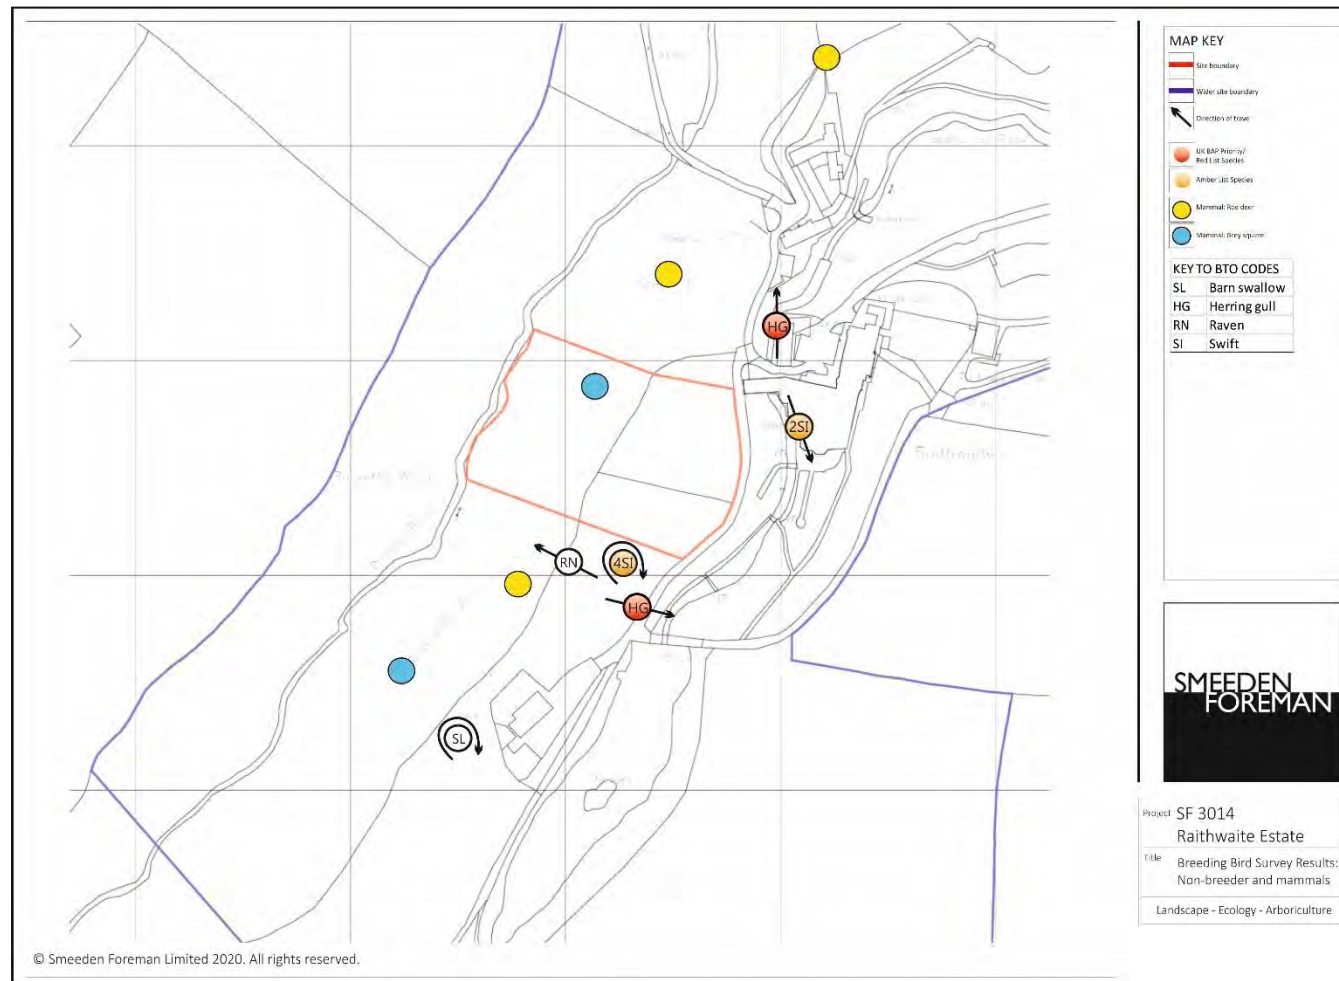 MAP KEY
Site boundary
Wider site boundary
Direction of travel
UK BAP Priority/
Red List Species
Amber List Species
Mammal: Roe deer
Mammal: Grey squirrel
KEY TO BTO CODES
SL Barn swallow
HG Herring gull
RN Raven
SI Swift
HG
2SI
RN
4SI
HG
SL
SMEEDEN
FOREMAN
Project SF 3014
Raithwaite Estate
Title Breeding Bird Survey Results:
Non-breeder and mammals
Landscape - Ecology - Arboriculture
© Smeeden Foreman Limited 2020. All rights reserved.